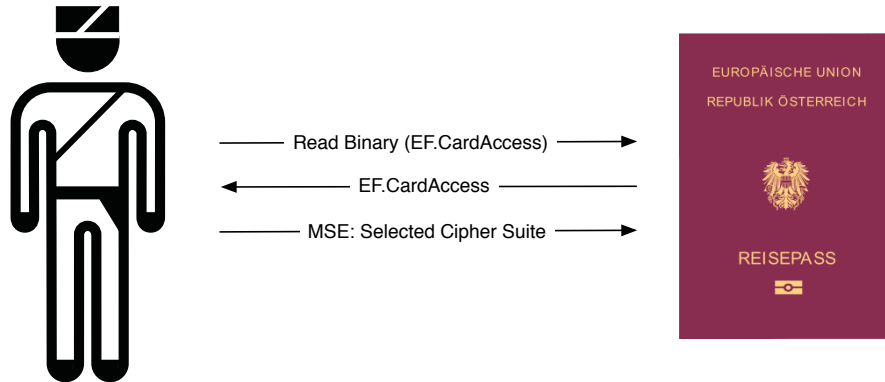 Read Binary (EF.CardAccess)
EF.CardAccess
MSE: Selected Cipher Suite
EUROPÄISCHE UNION
REPUBLIK ÖSTERREICH
REISEPASS